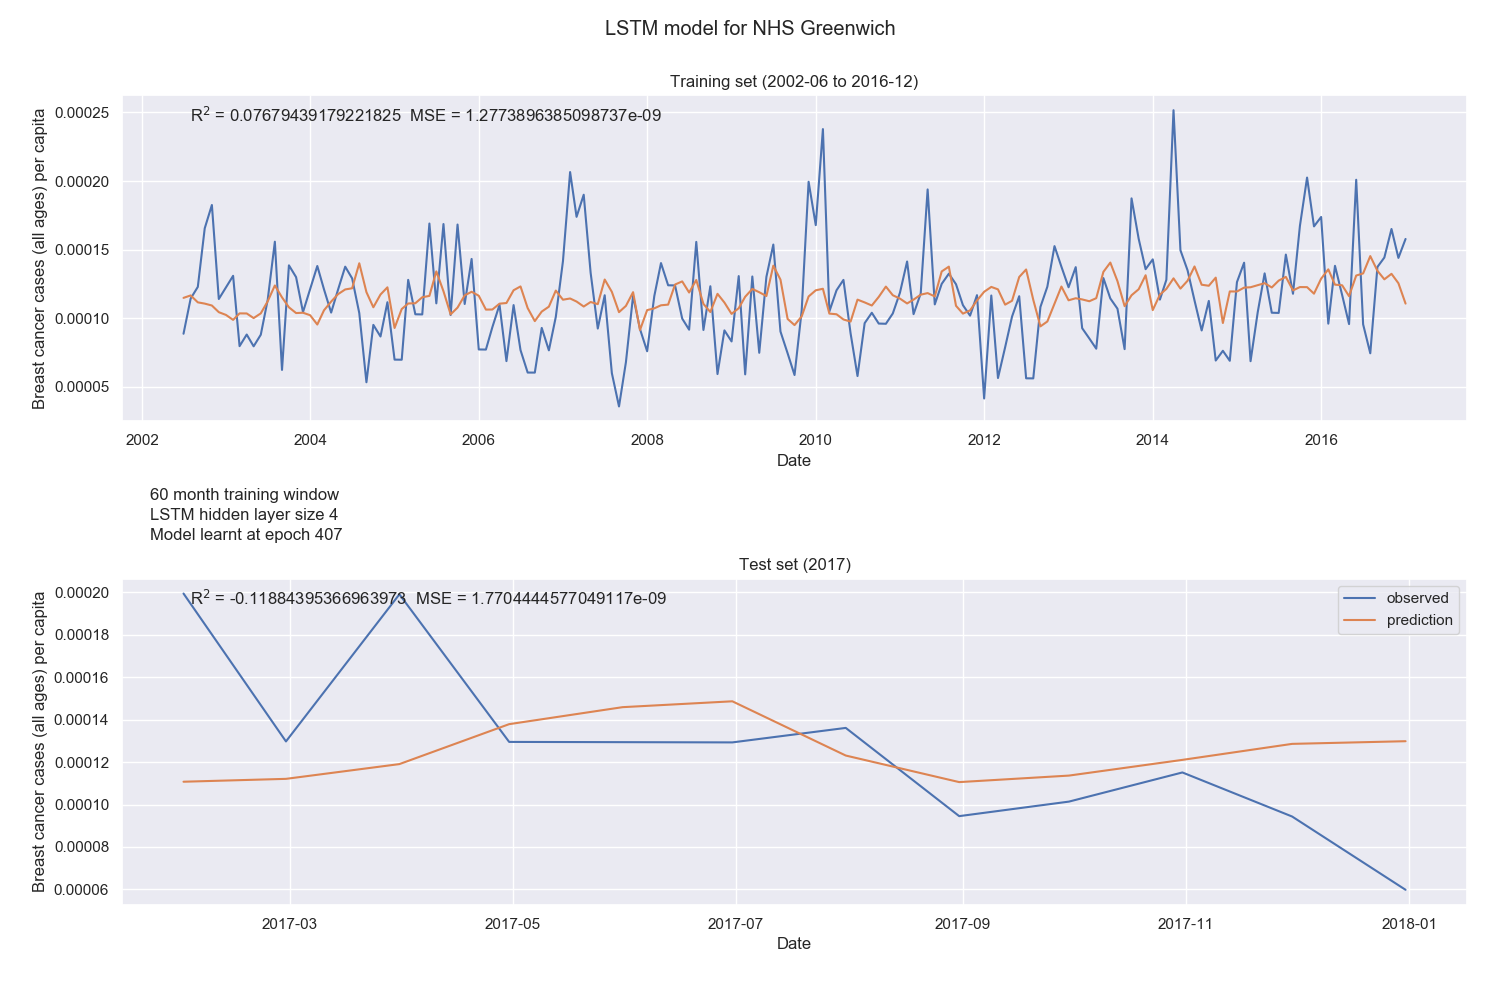 LSTM model for NHS Greenwich
Training set (2002-06 to 2016-12)
R² = 0.07679439179221825 MSE = 1.2773896385098737e-09
Breast cancer cases (all ages) per capita
0.00025
0.00020
0.00015
0.00010
0.00005
2002 2004 2006 2008 2010 2012 2014 2016
Date
60 month training window
LSTM hidden layer size 4
Model learnt at epoch 407
Test set (2017)
R² = -0.11884395366963973 MSE = 1.7704444577049117e-09
observed
prediction
Breast cancer cases (all ages) per capita
0.00020
0.00018
0.00016
0.00014
0.00012
0.00010
0.00008
0.00006
2017-03 2017-05 2017-07 2017-09 2017-11 2018-01
Date